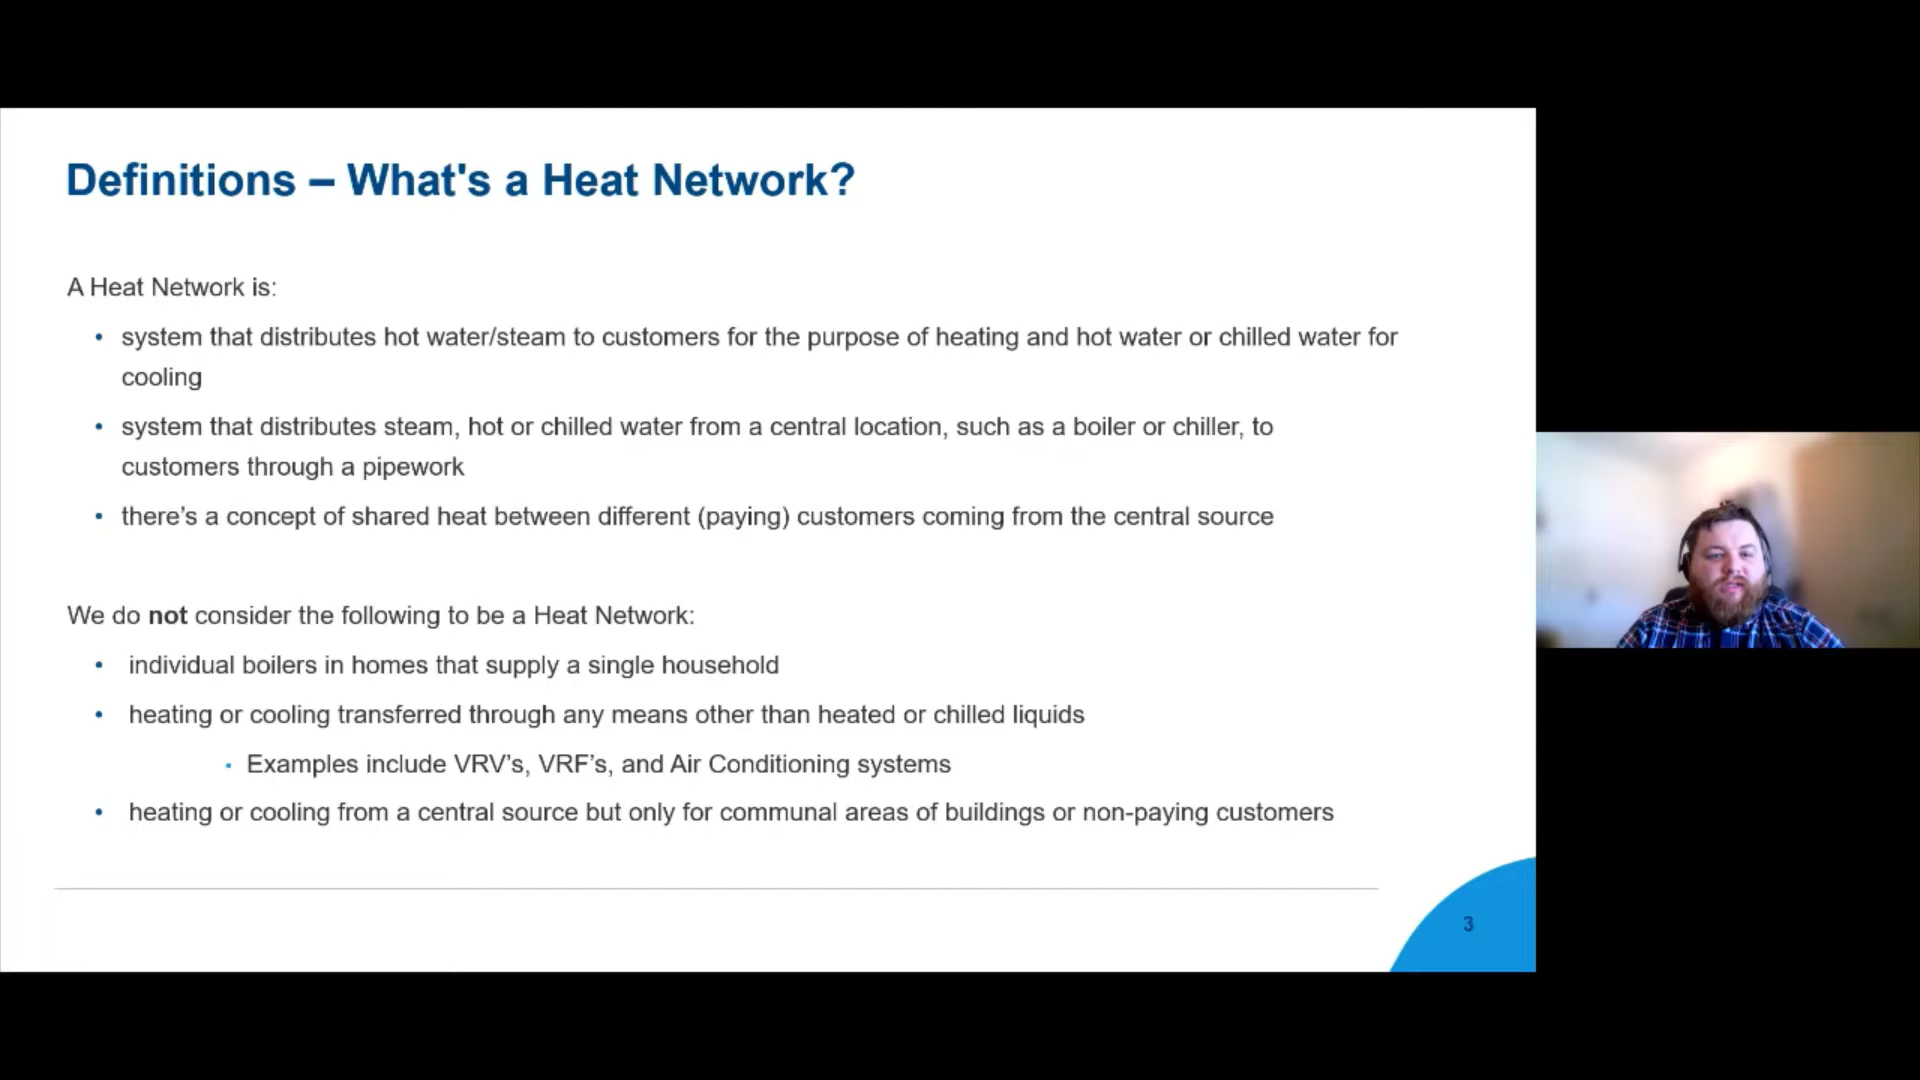 Definitions – What's a Heat Network?
A Heat Network is:
• system that distributes hot water/steam to customers for the purpose of heating and hot water or chilled water for
cooling
• system that distributes steam, hot or chilled water from a central location, such as a boiler or chiller, to
customers through a pipework
• there’s a concept of shared heat between different (paying) customers coming from the central source
We do not consider the following to be a Heat Network:
• individual boilers in homes that supply a single household
• heating or cooling transferred through any means other than heated or chilled liquids
▪ Examples include VRV’s, VRF’s, and Air Conditioning systems
• heating or cooling from a central source but only for communal areas of buildings or non-paying customers
3